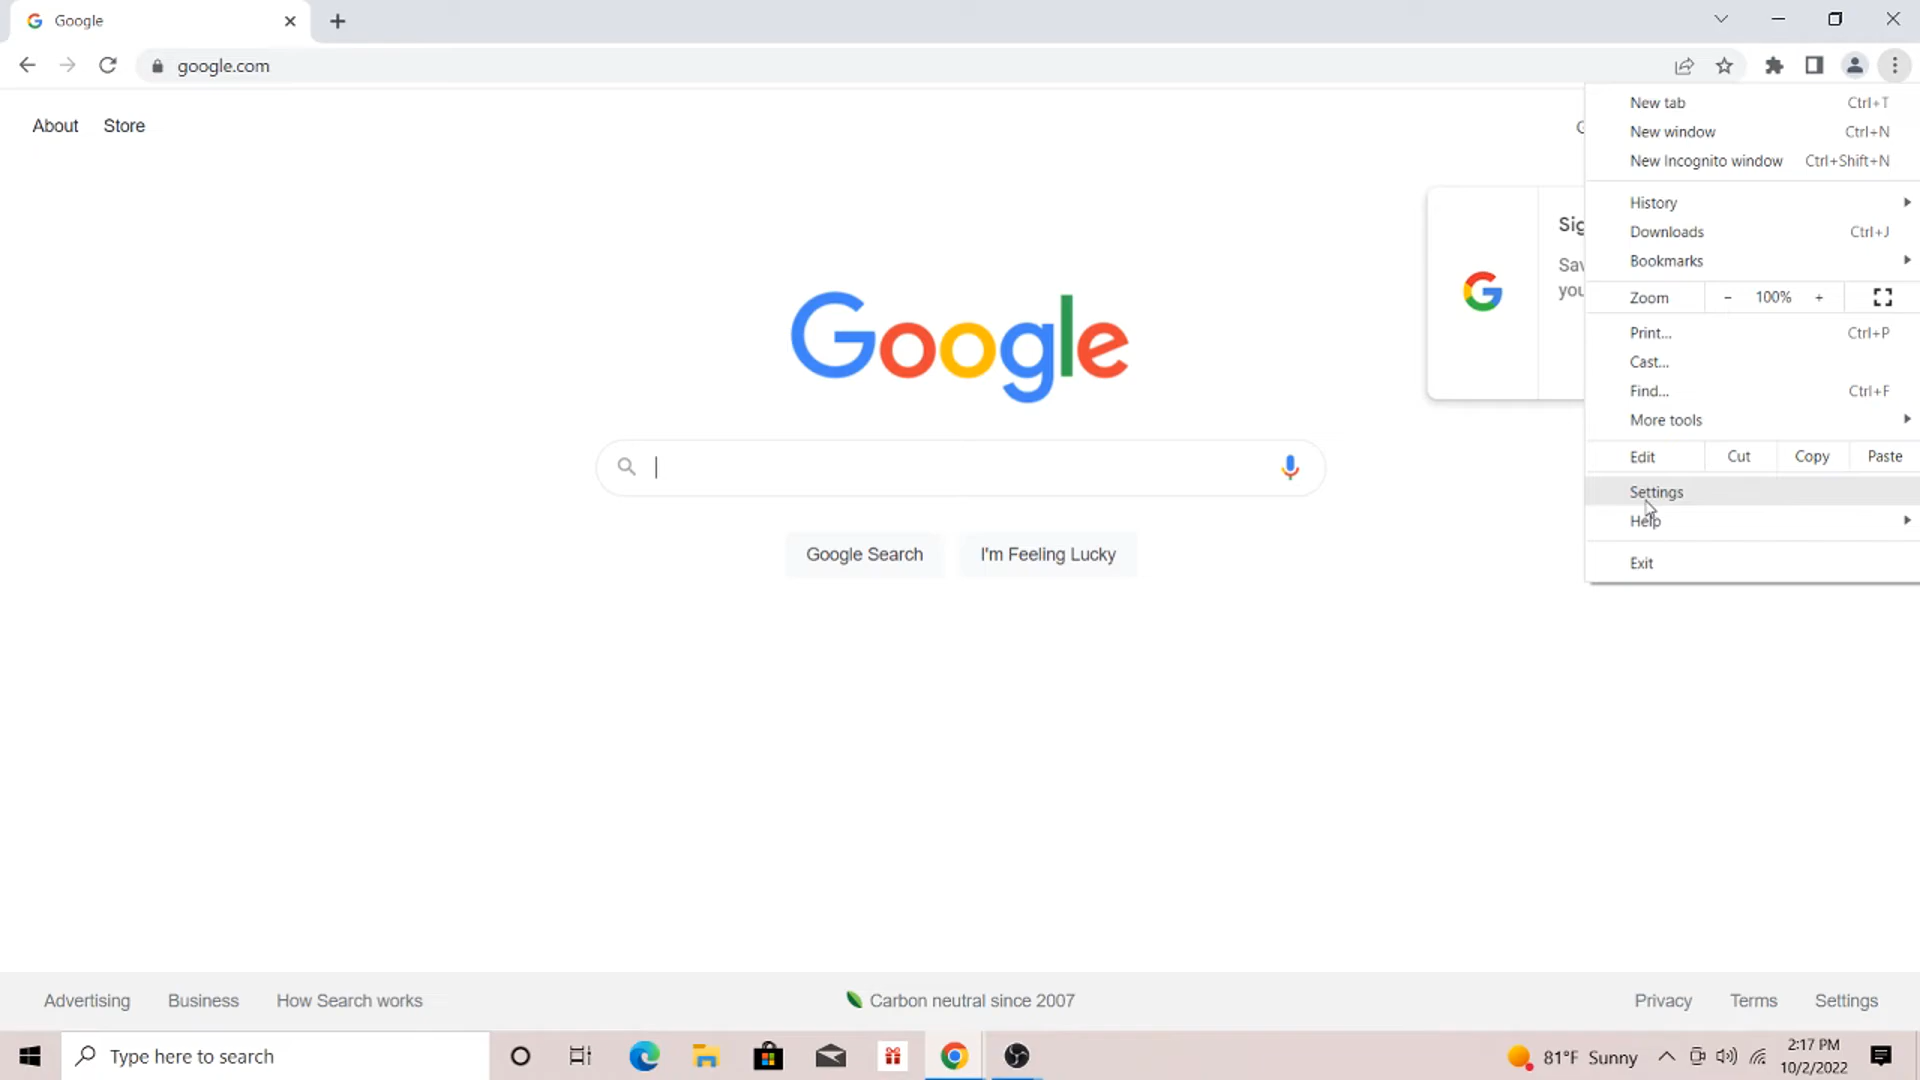 Google
google.com
About Store
New tab Ctrl+T
New window Ctrl+N
New Incognito window Ctrl+Shift+N
History
Downloads Ctrl+J
Bookmarks
Zoom - 100% +
Print... Ctrl+P
Cast...
Find... Ctrl+F
More tools
Edit Cut Copy Paste
Settings
Help
Exit
Sig
Sav
you
Google
Google Search I'm Feeling Lucky
Advertising Business How Search works Carbon neutral since 2007 Privacy Terms Settings
Type here to search 81°F Sunny 2:17 PM
10/2/2022